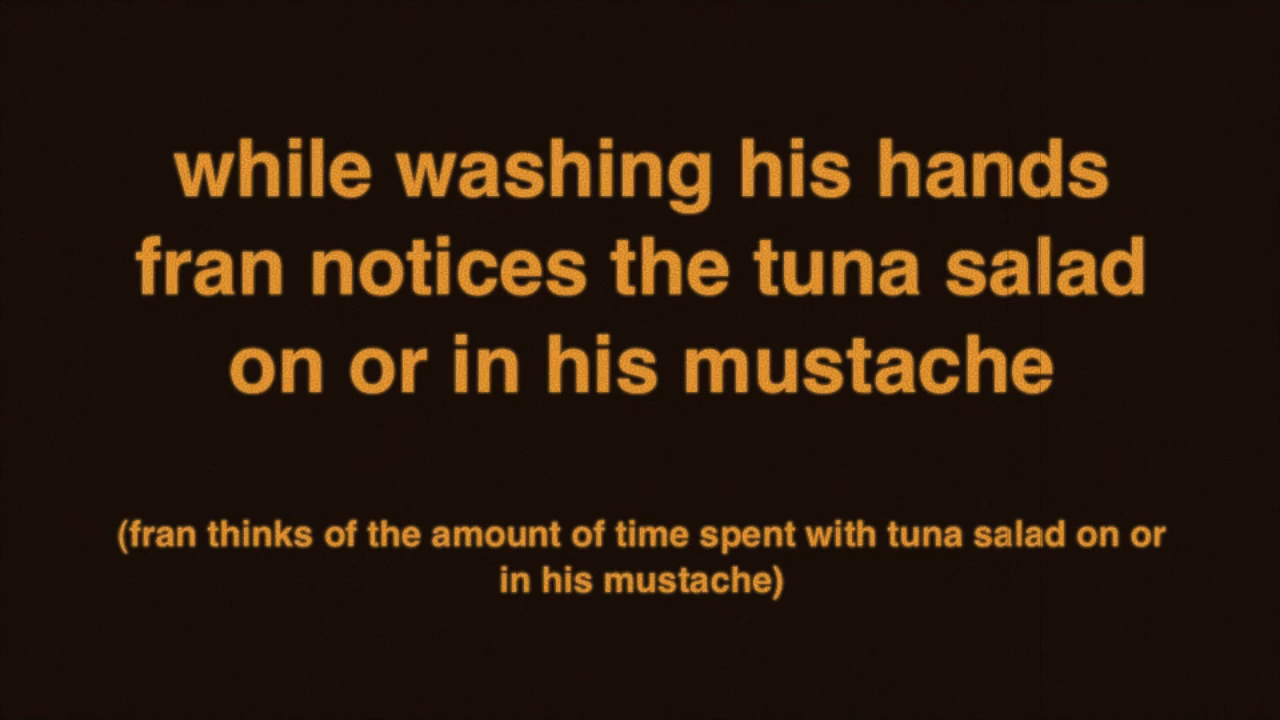 while washing his hands
fran notices the tuna salad
on or in his mustache
(fran thinks of the amount of time spent with tuna salad on or
in his mustache)